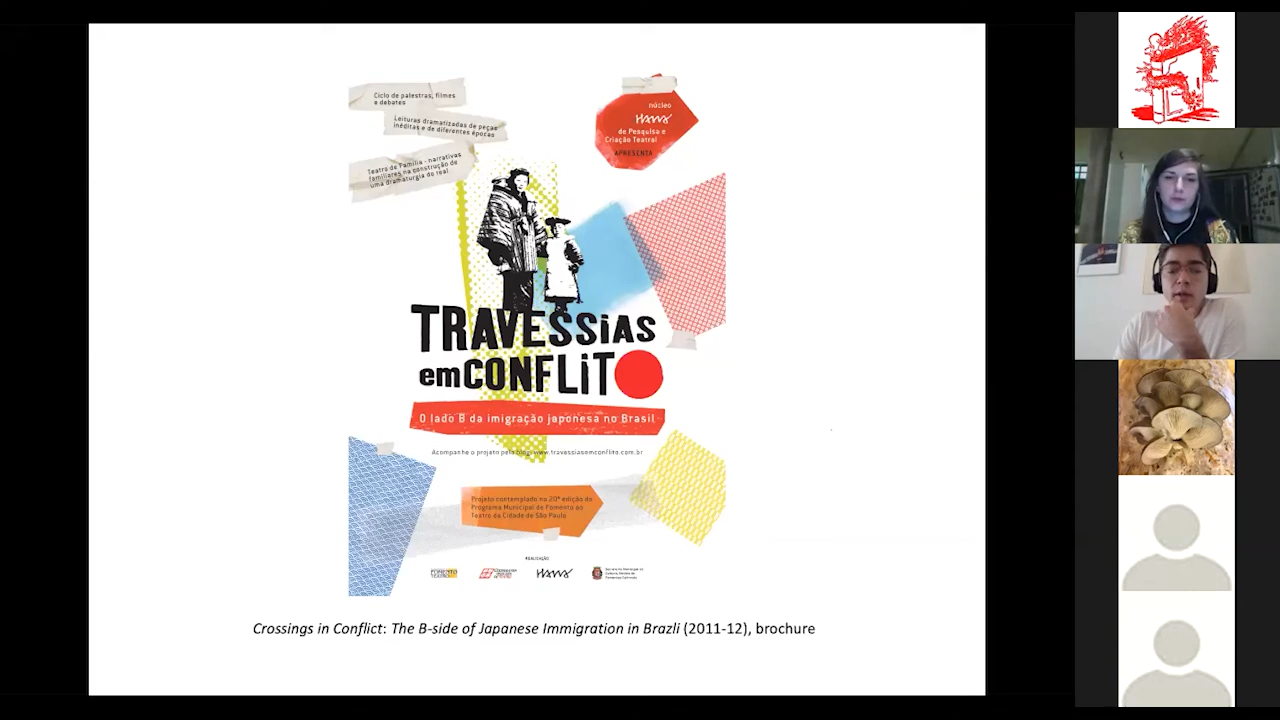 Ciclo de palestras, filmes
e debates
Leituras dramatizadas de peças
inéditas e de diferentes épocas
Teatro de Família - narrativas
familiares na construção de
uma dramaturgia do real
núcleo
HANA
de Pesquisa e
Criação Teatral
APRESENTA
TRAVESSiAS
emCONFLiTO
O lado B da imigração japonesa no Brasil
Acompanhe o projeto pelo blog: www.travessiasemconflito.com.br
Projeto contemplado na 20ª edição do
Programa Municipal de Fomento ao
Teatro da Cidade de São Paulo
REALIZAÇÃO
FOMENTO
TEATRO
HANA
Crossings in Conflict: The B-side of Japanese Immigration in Brazli (2011-12), brochure